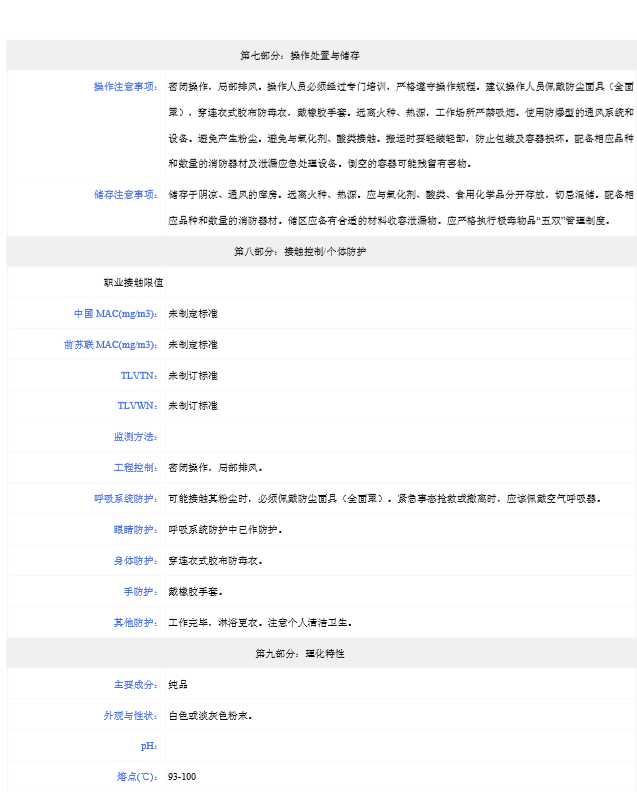 第七部分：操作处置与储存
操作注意事项： 密闭操作，局部排风。操作人员必须经过专门培训，严格遵守操作规程。建议操作人员佩戴防尘面具（全面
罩），穿连衣式胶布防毒衣，戴橡胶手套。远离火种、热源，工作场所严禁吸烟。使用防爆型的通风系统和
设备。避免产生粉尘。避免与氧化剂、酸类接触。搬运时要轻装轻卸，防止包装及容器损坏。配备相应品种
和数量的消防器材及泄漏应急处理设备。倒空的容器可能残留有害物。
储存注意事项： 储存于阴凉、通风的库房。远离火种、热源。应与氧化剂、酸类、食用化学品分开存放，切忌混储。配备相
应品种和数量的消防器材。储区应备有合适的材料收容泄漏物。应严格执行极毒物品“五双”管理制度。
第八部分：接触控制/个体防护
职业接触限值
中国 MAC(mg/m3)： 未制定标准
前苏联 MAC(mg/m3)： 未制定标准
TLVTN： 未制订标准
TLVWN： 未制订标准
监测方法：
工程控制： 密闭操作，局部排风。
呼吸系统防护： 可能接触其粉尘时，必须佩戴防尘面具（全面罩）。紧急事态抢救或撤离时，应该佩戴空气呼吸器。
眼睛防护： 呼吸系统防护中已作防护。
身体防护： 穿连衣式胶布防毒衣。
手防护： 戴橡胶手套。
其他防护： 工作完毕，淋浴更衣。注意个人清洁卫生。
第九部分：理化特性
主要成分： 纯品
外观与性状： 白色或淡灰色粉末。
pH：
熔点(℃)： 93-100